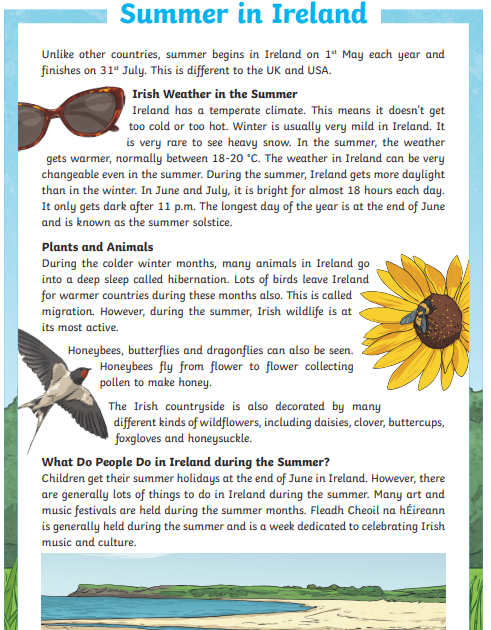 Summer in Ireland
Unlike other countries, summer begins in Ireland on 1st May each year and
finishes on 31st July. This is different to the UK and USA.
Irish Weather in the Summer
Ireland has a temperate climate. This means it doesn't get
too cold or too hot. Winter is usually very mild in Ireland. It
is very rare to see heavy snow. In the summer, the weather
gets warmer, normally between 18-20 °C. The weather in Ireland can be very
changeable even in the summer. During the summer, Ireland gets more daylight
than in the winter. In June and July, it is bright for almost 18 hours each day.
It only gets dark after 11 p.m. The longest day of the year is at the end of June
and is known as the summer solstice.
Plants and Animals
During the colder winter months, many animals in Ireland go
into a deep sleep called hibernation. Lots of birds leave Ireland
for warmer countries during these months also. This is called
migration. However, during the summer, Irish wildlife is at
its most active.
Honeybees, butterflies and dragonflies can also be seen.
Honeybees fly from flower to flower collecting
pollen to make honey.
The Irish countryside is also decorated by many
different kinds of wildflowers, including daisies, clover, buttercups,
foxgloves and honeysuckle.
What Do People Do in Ireland during the Summer?
Children get their summer holidays at the end of June in Ireland. However, there
are generally lots of things to do in Ireland during the summer. Many art and
music festivals are held during the summer months. Fleadh Cheoil na hÉireann
is generally held during the summer and is a week dedicated to celebrating Irish
music and culture.